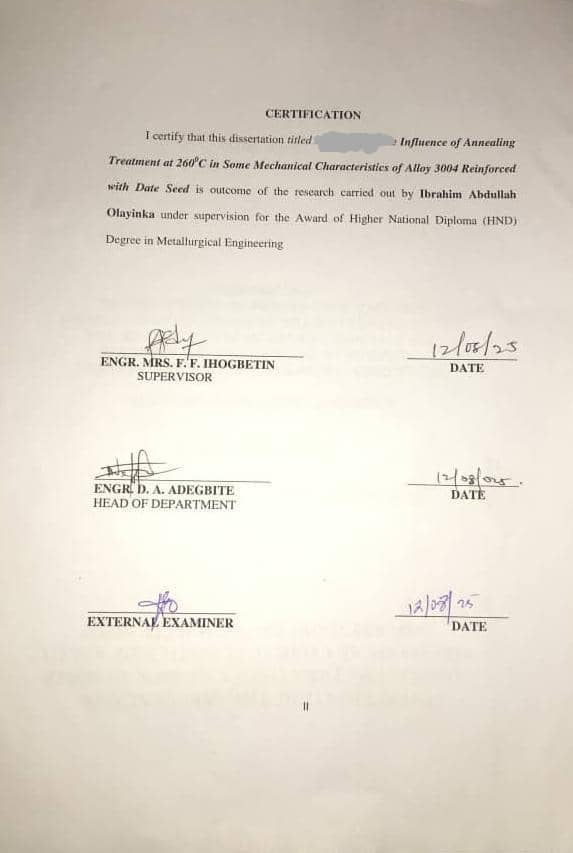 CERTIFICATION
I certify that this dissertation titled Influence of Annealing
Treatment at 260⁰C in Some Mechanical Characteristics of Alloy 3004 Reinforced
with Date Seed is outcome of the research carried out by Ibrahim Abdullah
Olayinka under supervision for the Award of Higher National Diploma (HND)
Degree in Metallurgical Engineering
12/08/25
ENGR. MRS. F. F. IHOGBETIN
DATE
SUPERVISOR
12/08/025.
ENGR. D. A. ADEGBITE
DATE
HEAD OF DEPARTMENT
12/08/25
EXTERNAL EXAMINER
DATE
II